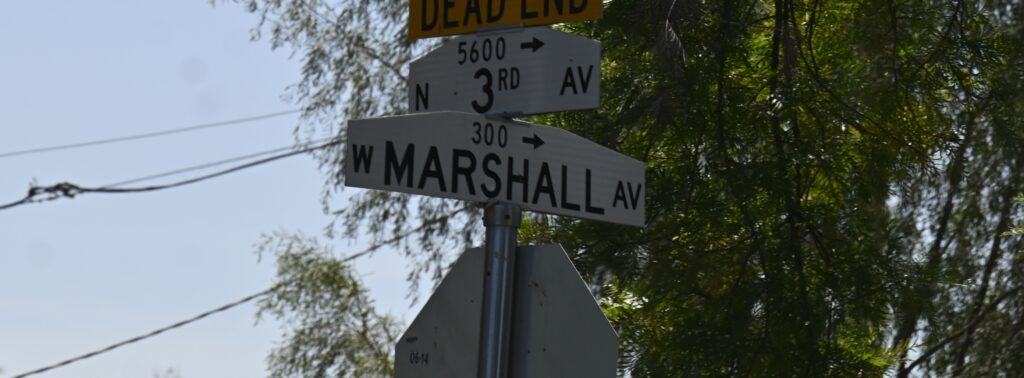 DEAD END
5600 →
N 3RD AV
300 →
W MARSHALL AV
06-14